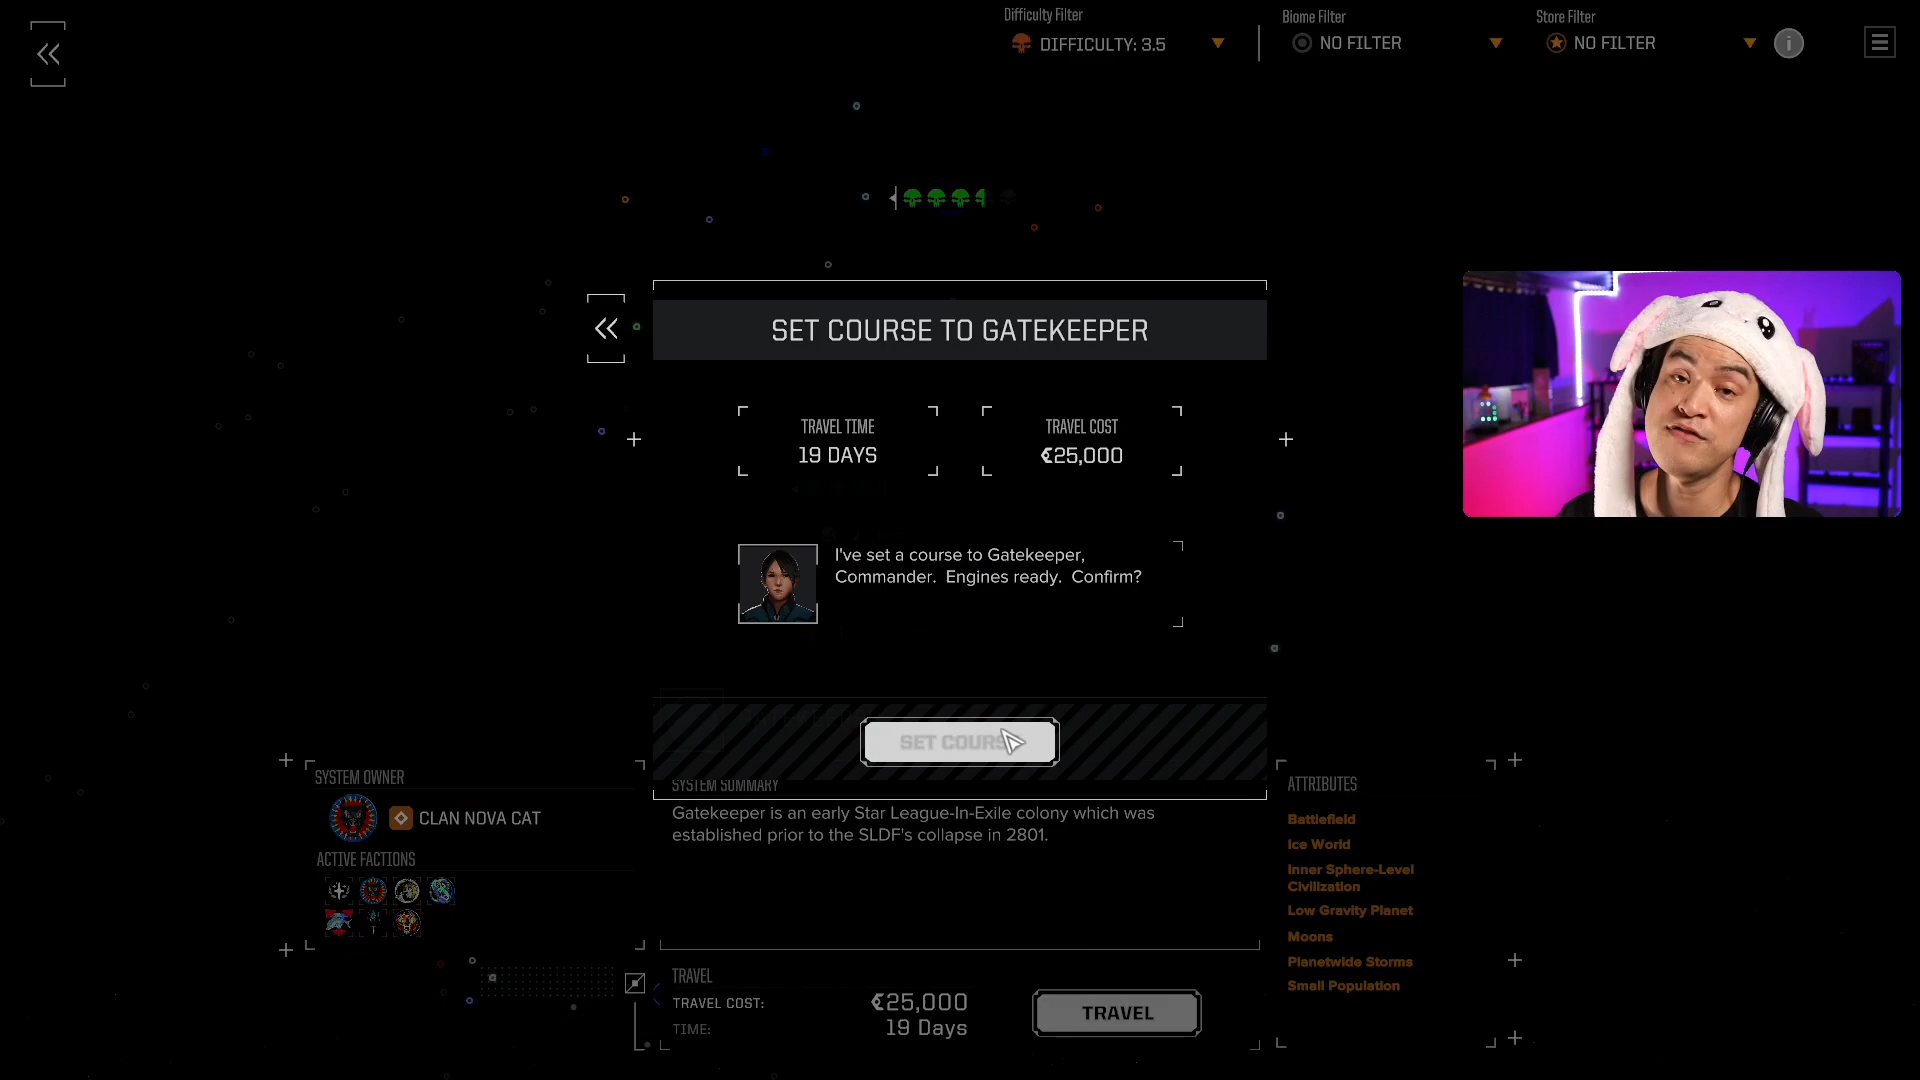 Difficulty Filter
DIFFICULTY: 3.5
Biome Filter
NO FILTER
Store Filter
NO FILTER
i
SET COURSE TO GATEKEEPER
TRAVEL TIME
19 DAYS
TRAVEL COST
₠25,000
I've set a course to Gatekeeper,
Commander. Engines ready. Confirm?
SET COURSE
SYSTEM OWNER
CLAN NOVA CAT
ACTIVE FACTIONS
SYSTEM SUMMARY
Gatekeeper is an early Star League-In-Exile colony which was
established prior to the SLDF's collapse in 2801.
TRAVEL
TRAVEL COST:
₠25,000
TIME:
19 Days
TRAVEL
ATTRIBUTES
Battlefield
Ice World
Inner Sphere-Level
Civilization
Low Gravity Planet
Moons
Planetwide Storms
Small Population